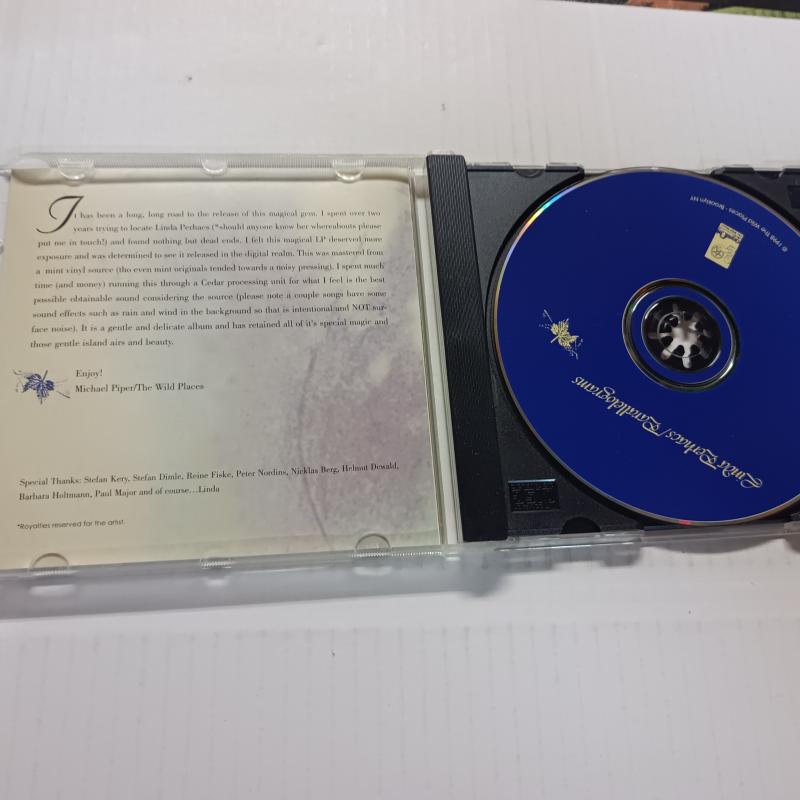 It has been a long, long road to the release of this magical gem. I spent over two
years trying to locate Linda Perhacs (*should anyone know her whereabouts please
put me in touch!) and found nothing but dead ends. I felt this magical LP deserved more
exposure and was determined to see it released in the digital realm. This was mastered from
a mint vinyl source (tho even mint originals tended towards a noisy pressing). I spent much
time (and money) running this through a Cedar processing unit for what I feel is the best
possible obtainable sound considering the source (please note a couple songs have some
sound effects such as rain and wind in the background so that is intentional and NOT sur-
face noise). It is a gentle and delicate album and has retained all of it's special magic and
those gentle island airs and beauty.
Enjoy!
Michael Piper/The Wild Places
Special Thanks: Stefan Kery, Stefan Dimle, Reine Fiske, Peter Nordins, Nicklas Berg, Helmut Dewald,
Barbara Holtmann, Paul Major and of course...Linda
*Royalties reserved for the artist.
© 1998 The Wild Places - Brooklyn NY
Linda Perhacs/Parallelograms